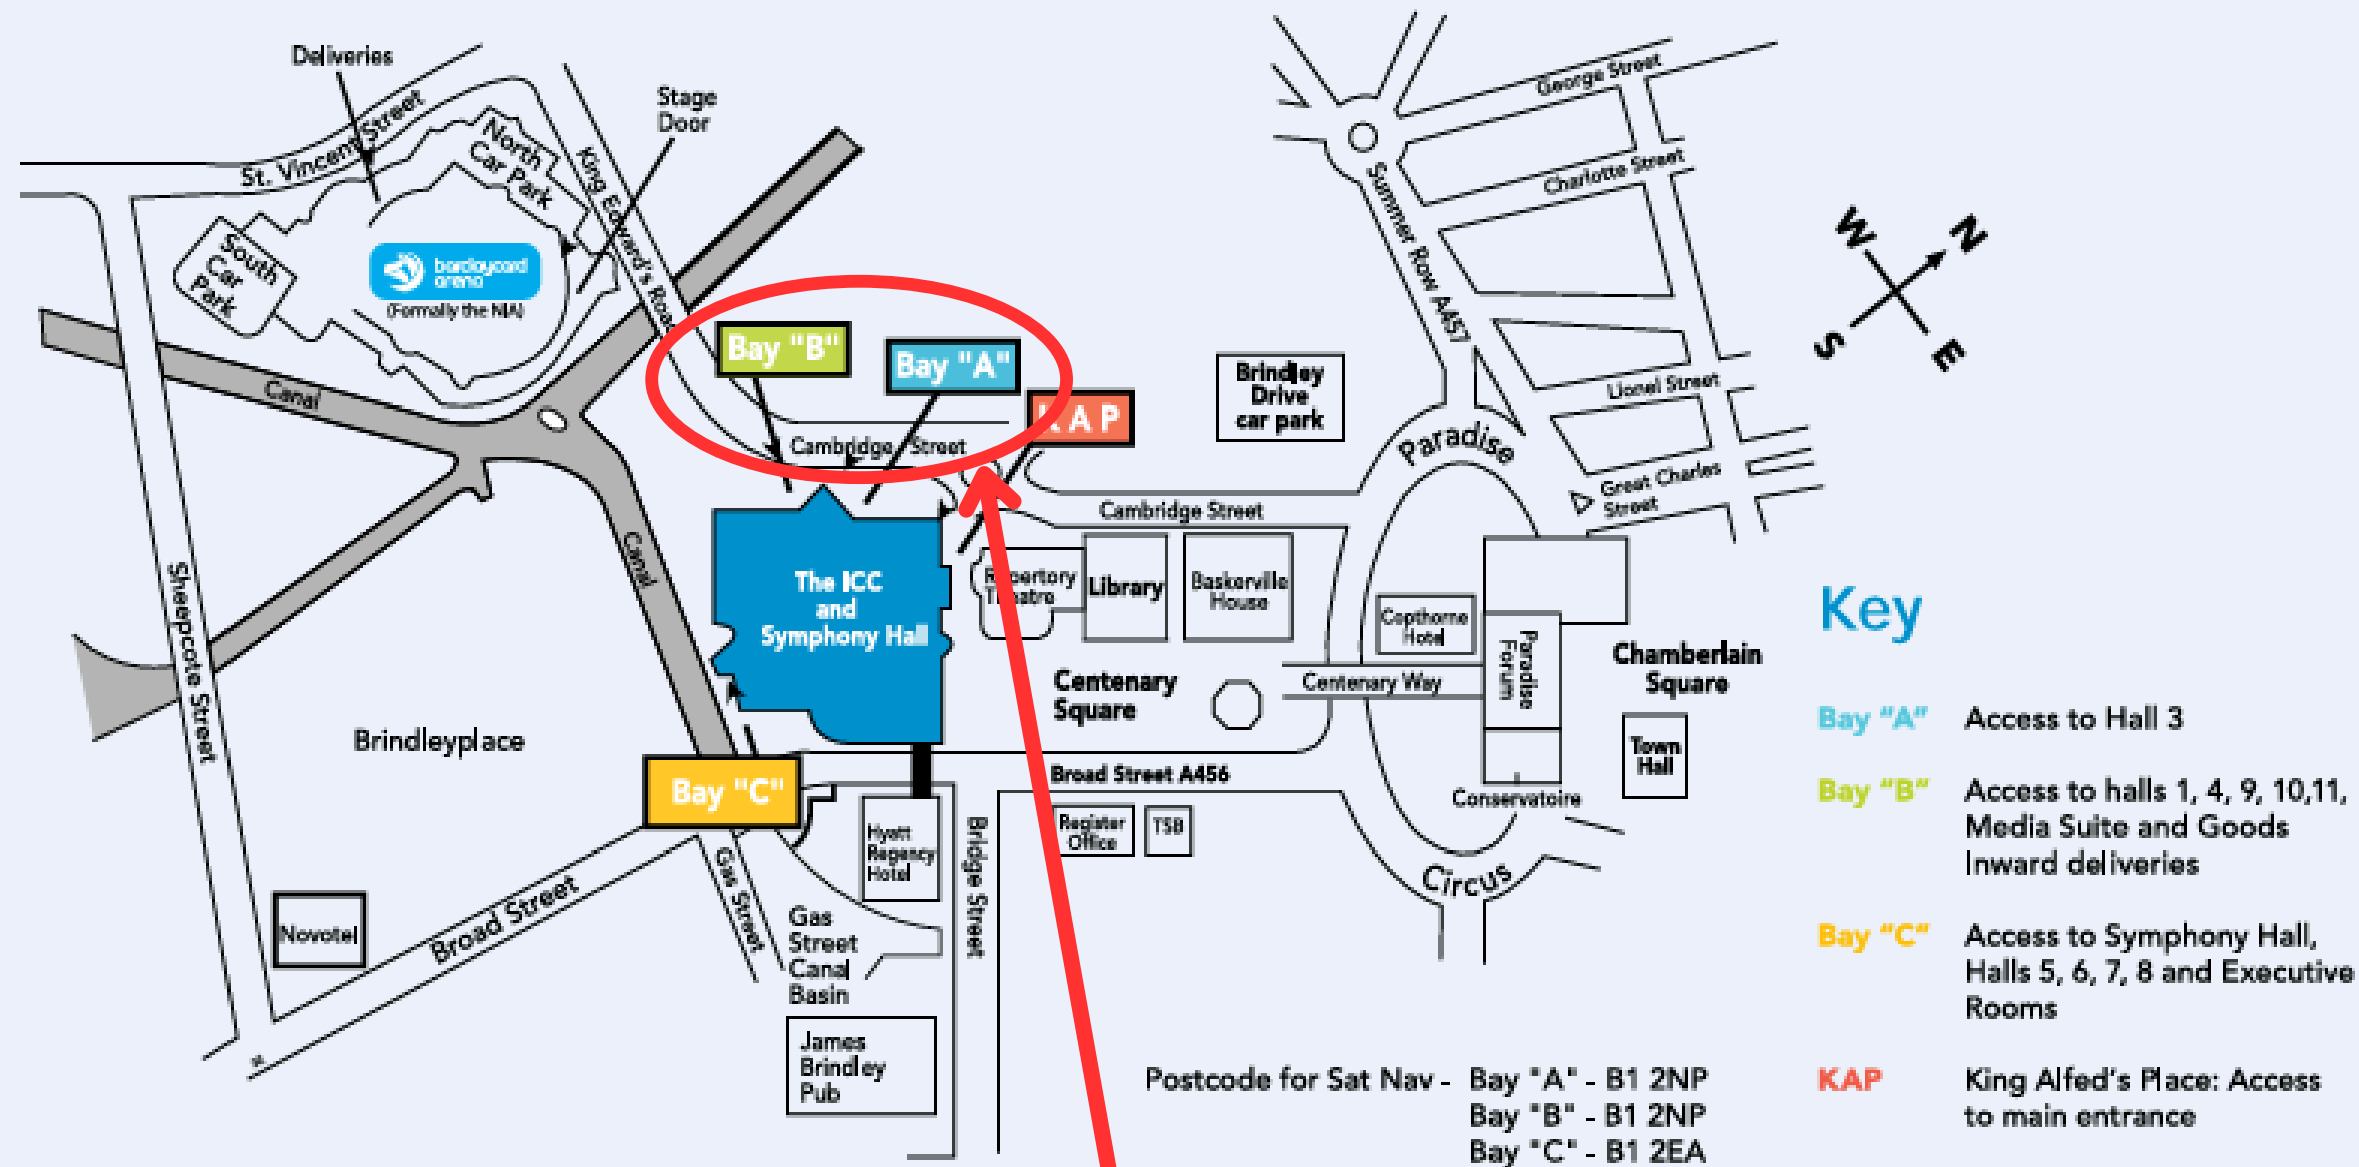 Deliveries
Stage
Door
St. Vincent Street
North
Car Park
King Edward's Road
South
Car
Park
barclaycard
arena
(Formally the NIA)
Bay "B"
Bay "A"
K A P
Cambridge Street
Canal
Canal
Sheepcote Street
The ICC
and
Symphony Hall
Repertory
Theatre
Library
Baskerville
House
Cambridge Street
Brindley
Drive
car park
Summer Row A457
George Street
Charlotte Street
Lionel Street
Great Charles
Street
W
N
S
E
Paradise
Circus
Copthorne
Hotel
Paradise
Forum
Chamberlain
Square
Town
Hall
Conservatoire
Centenary Way
Centenary
Square
Broad Street A456
Register
Office
TSB
Brindleyplace
Bay "C"
Hyatt
Regency
Hotel
Bridge Street
Gas Street
Gas
Street
Canal
Basin
Novotel
Broad Street
James
Brindley
Pub
Postcode for Sat Nav - Bay "A" - B1 2NP
Bay "B" - B1 2NP
Bay "C" - B1 2EA
Key
Bay "A" Access to Hall 3
Bay "B" Access to halls 1, 4, 9, 10,11,
Media Suite and Goods
Inward deliveries
Bay "C" Access to Symphony Hall,
Halls 5, 6, 7, 8 and Executive
Rooms
KAP King Alfed's Place: Access
to main entrance